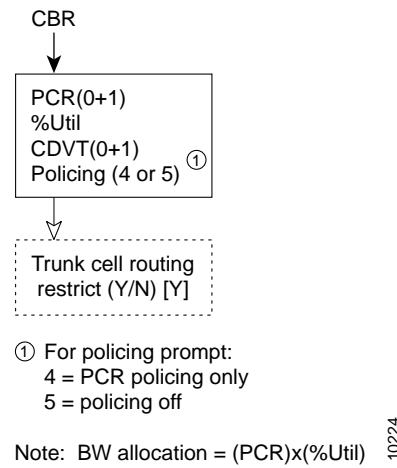 CBR
PCR(0+1)
%Util
CDVT(0+1)
Policing (4 or 5) ①
Trunk cell routing
restrict (Y/N) [Y]
① For policing prompt:
4 = PCR policing only
5 = policing off
Note: BW allocation = (PCR)x(%Util)
10224